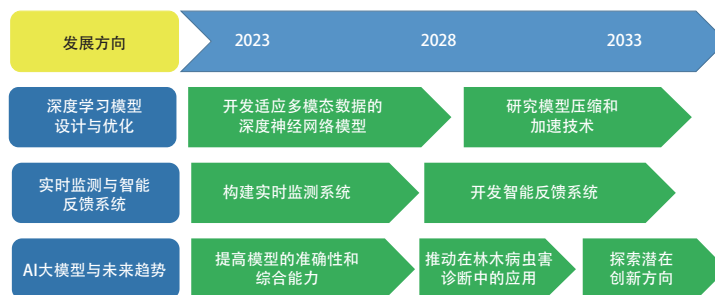 发展方向
2023
2028
2033
深度学习模型
设计与优化
开发适应多模态数据的
深度神经网络模型
研究模型压缩和
加速技术
实时监测与智能
反馈系统
构建实时监测系统
开发智能反馈系统
AI大模型与未来趋势
提高模型的准确性和
综合能力
推动在林木病虫害
诊断中的应用
探索潜在
创新方向